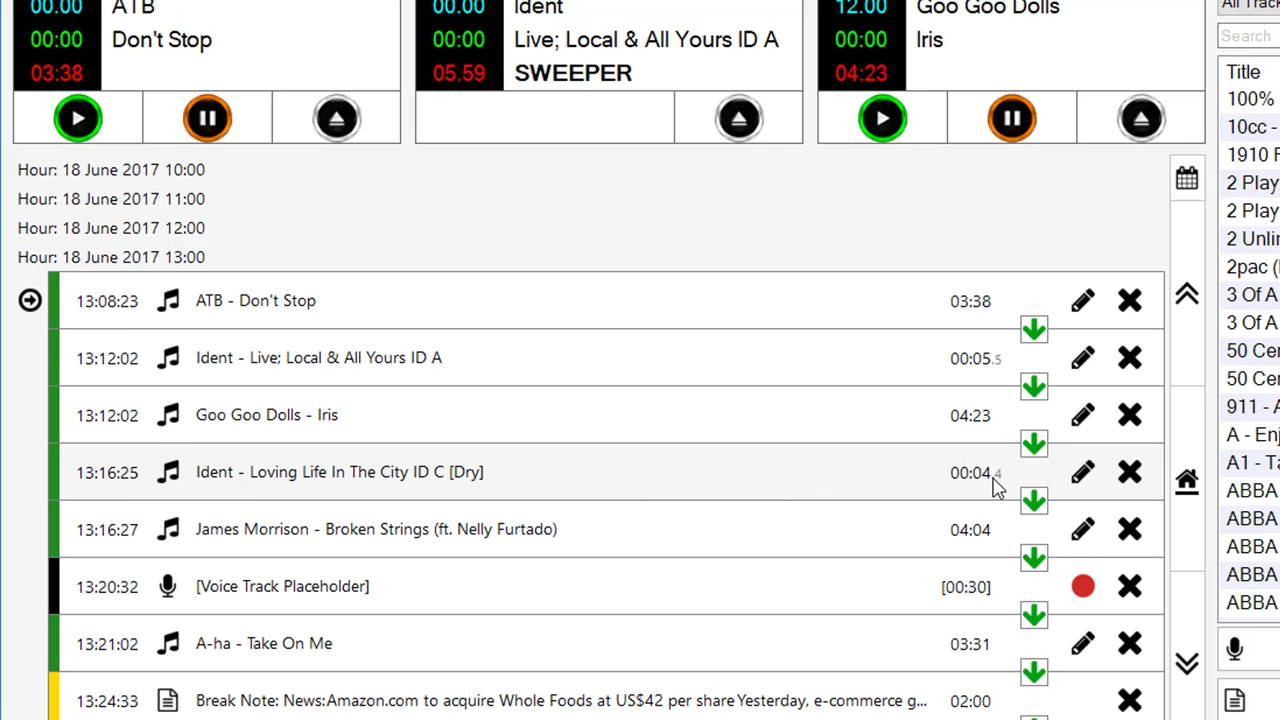 00.00 ATB
00:00 Don't Stop
03:38
00.00 Ident
00:00 Live; Local & All Yours ID A
05.59 SWEEPER
12.00 Goo Goo Dolls
00:00 Iris
04:23
All Track
Search
Hour: 18 June 2017 10:00
Hour: 18 June 2017 11:00
Hour: 18 June 2017 12:00
Hour: 18 June 2017 13:00
13:08:23 ATB - Don't Stop 03:38
13:12:02 Ident - Live; Local & All Yours ID A 00:05.5
13:12:02 Goo Goo Dolls - Iris 04:23
13:16:25 Ident - Loving Life In The City ID C [Dry] 00:04.4
13:16:27 James Morrison - Broken Strings (ft. Nelly Furtado) 04:04
13:20:32 [Voice Track Placeholder] [00:30]
13:21:02 A-ha - Take On Me 03:31
13:24:33 Break Note: News:Amazon.com to acquire Whole Foods at US$42 per shareYesterday, e-commerce g... 02:00
Title
100%
10cc -
1910 F
2 Play
2 Play
2 Unli
2pac (
3 Of A
3 Of A
50 Cen
50 Cen
911 - A
A - Enj
A1 - Ta
ABBA
ABBA
ABBA
ABBA
ABBA